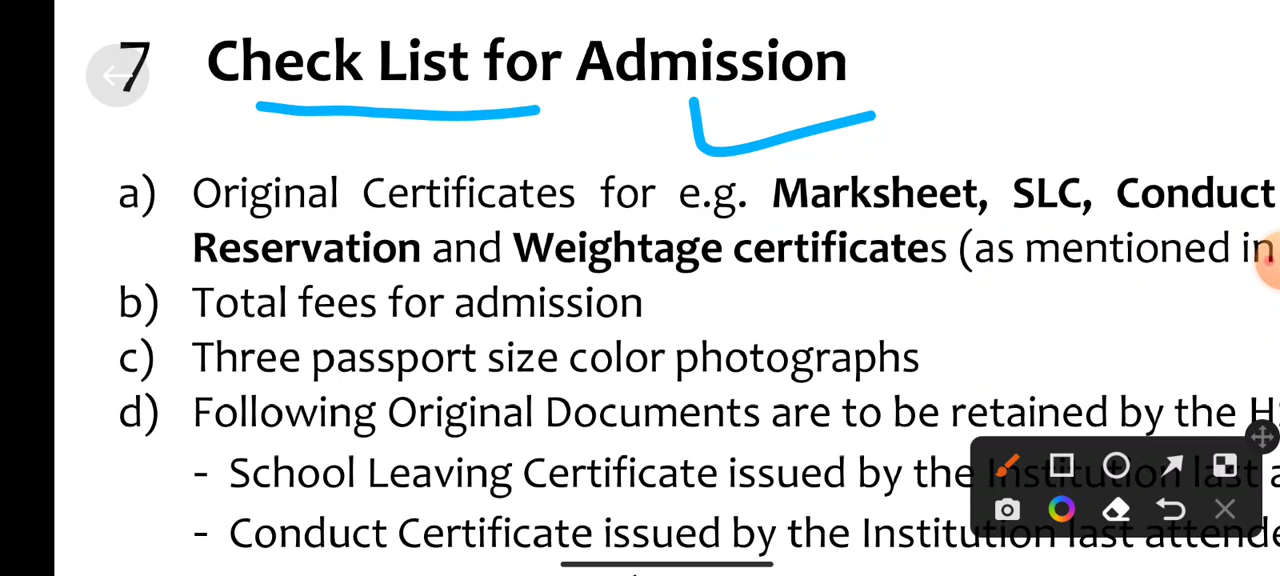 7 Check List for Admission
a) Original Certificates for e.g. Marksheet, SLC, Conduct
Reservation and Weightage certificates (as mentioned in
b) Total fees for admission
c) Three passport size color photographs
d) Following Original Documents are to be retained by the
- School Leaving Certificate issued by the Institution last
- Conduct Certificate issued by the Institution last